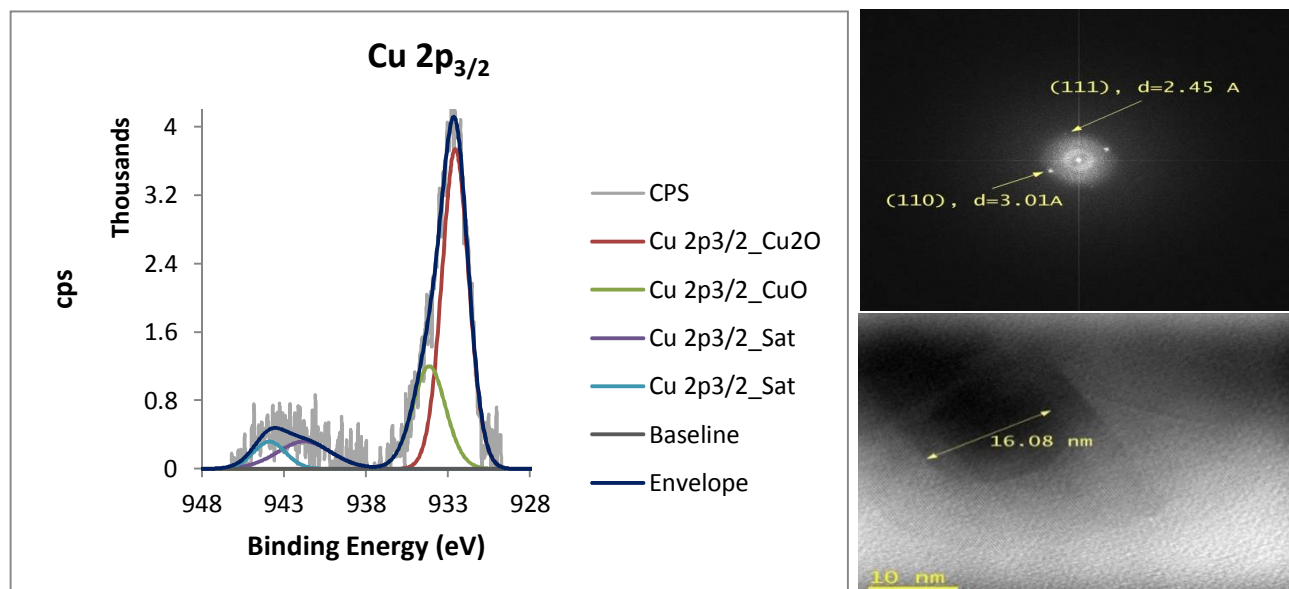 Cu 2p3/2
Thousands
cps
4
3.2
2.4
1.6
0.8
0
948 943 938 933 928
Binding Energy (eV)
CPS
Cu 2p3/2_Cu2O
Cu 2p3/2_CuO
Cu 2p3/2_Sat
Cu 2p3/2_Sat
Baseline
Envelope
(111), d=2.45 A
(110), d=3.01A
16.08 nm
10 nm